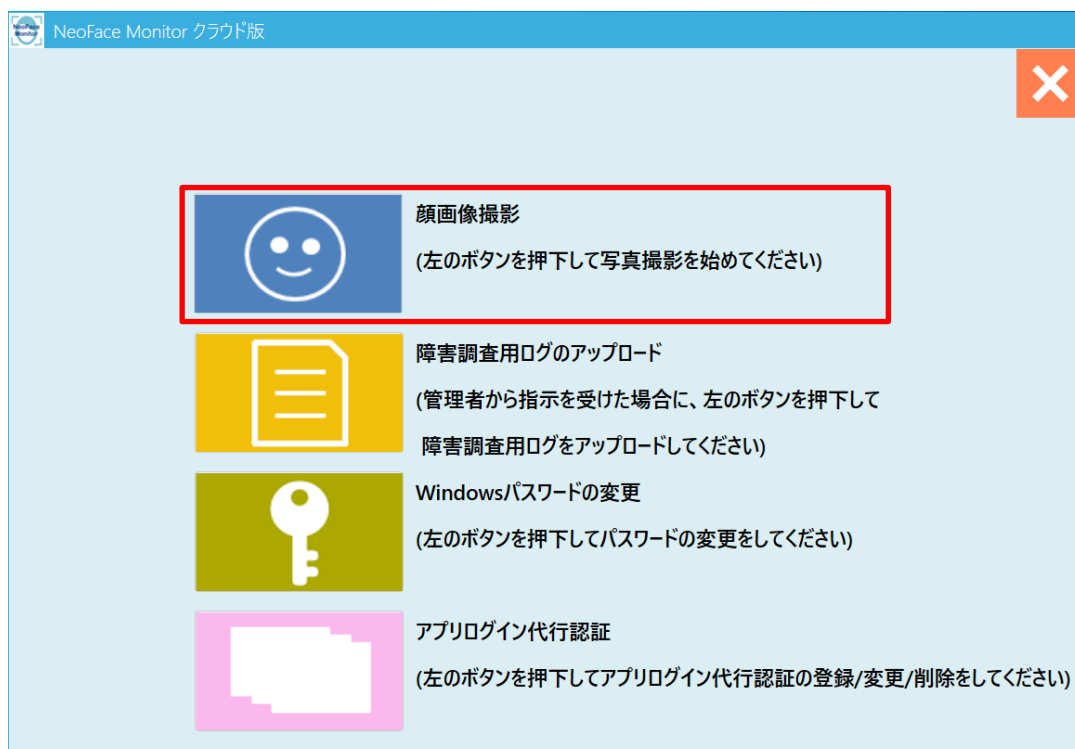 NeoFace Monitor
NeoFace Monitor クラウド版
顔画像撮影
(左のボタンを押下して写真撮影を始めてください)
障害調査用ログのアップロード
(管理者から指示を受けた場合に、左のボタンを押下して
障害調査用ログをアップロードしてください)
Windowsパスワードの変更
(左のボタンを押下してパスワードの変更をしてください)
アプリログイン代行認証
(左のボタンを押下してアプリログイン代行認証の登録/変更/削除をしてください)